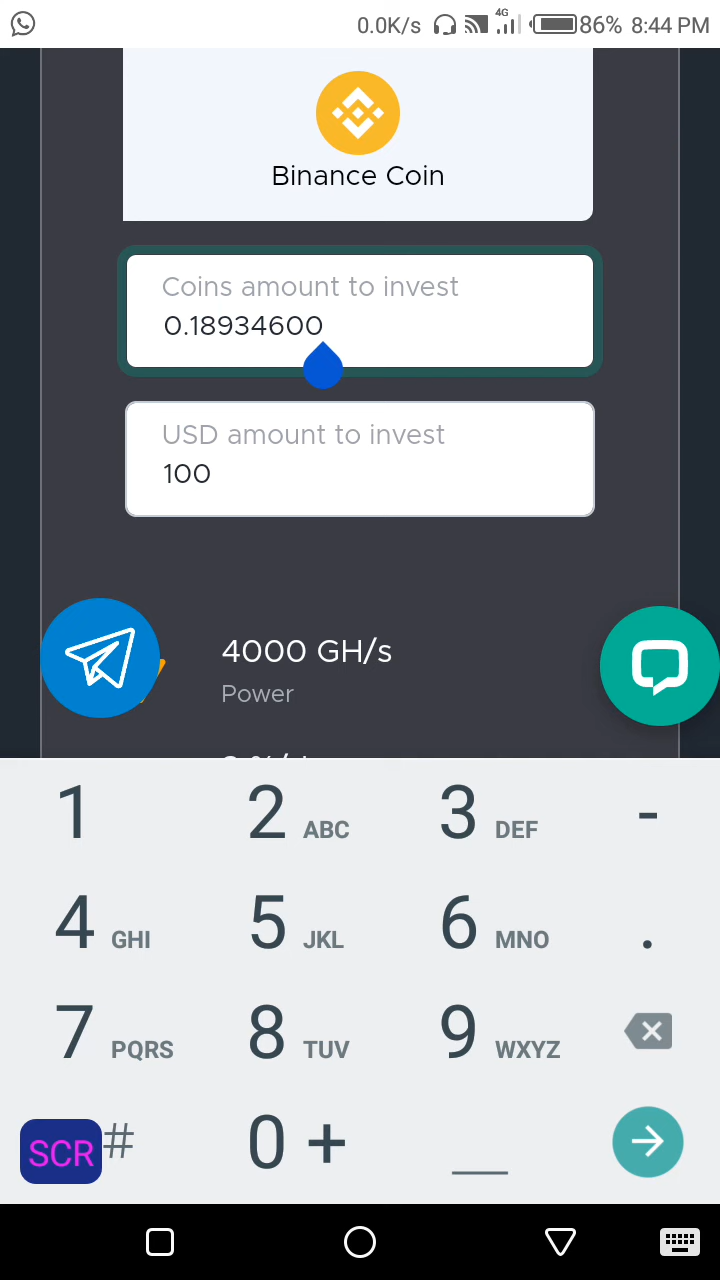 0.0K/s 4G 86% 8:44 PM
Binance Coin
Coins amount to invest
0.18934600
USD amount to invest
100
4000 GH/s
Power
1 2 ABC 3 DEF -
4 GHI 5 JKL 6 MNO .
7 PQRS 8 TUV 9 WXYZ
SCR # 0 + _